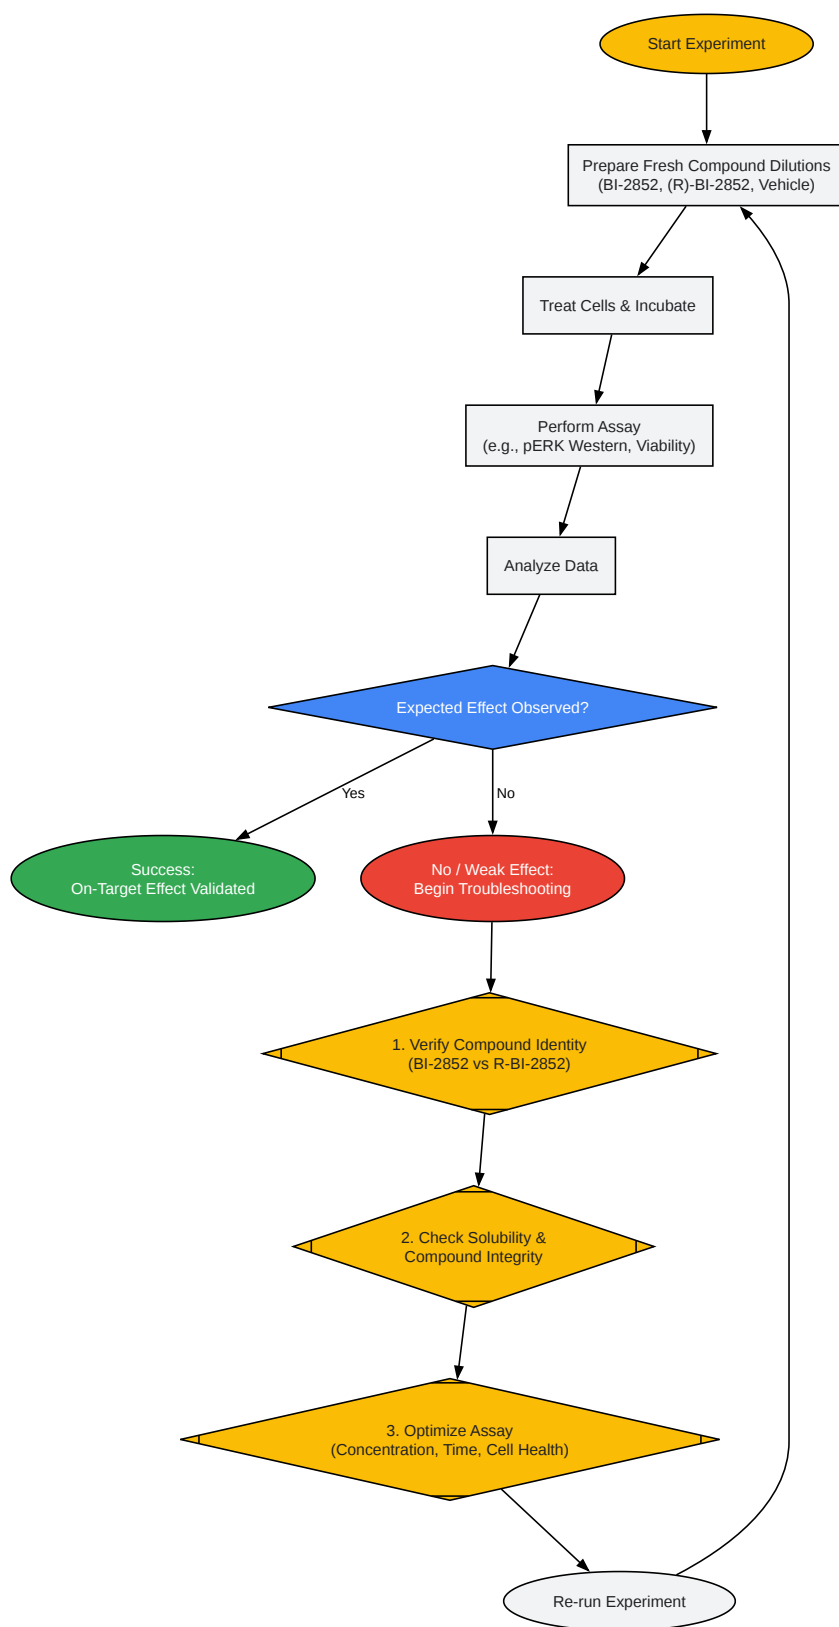 Start Experiment
Prepare Fresh Compound Dilutions
(BI-2852, (R)-BI-2852, Vehicle)
Treat Cells & Incubate
Perform Assay
(e.g., pERK Western, Viability)
Analyze Data
Expected Effect Observed?
Yes
No
Success:
On-Target Effect Validated
No / Weak Effect:
Begin Troubleshooting
1. Verify Compound Identity
(BI-2852 vs R-BI-2852)
2. Check Solubility &
Compound Integrity
3. Optimize Assay
(Concentration, Time, Cell Health)
Re-run Experiment